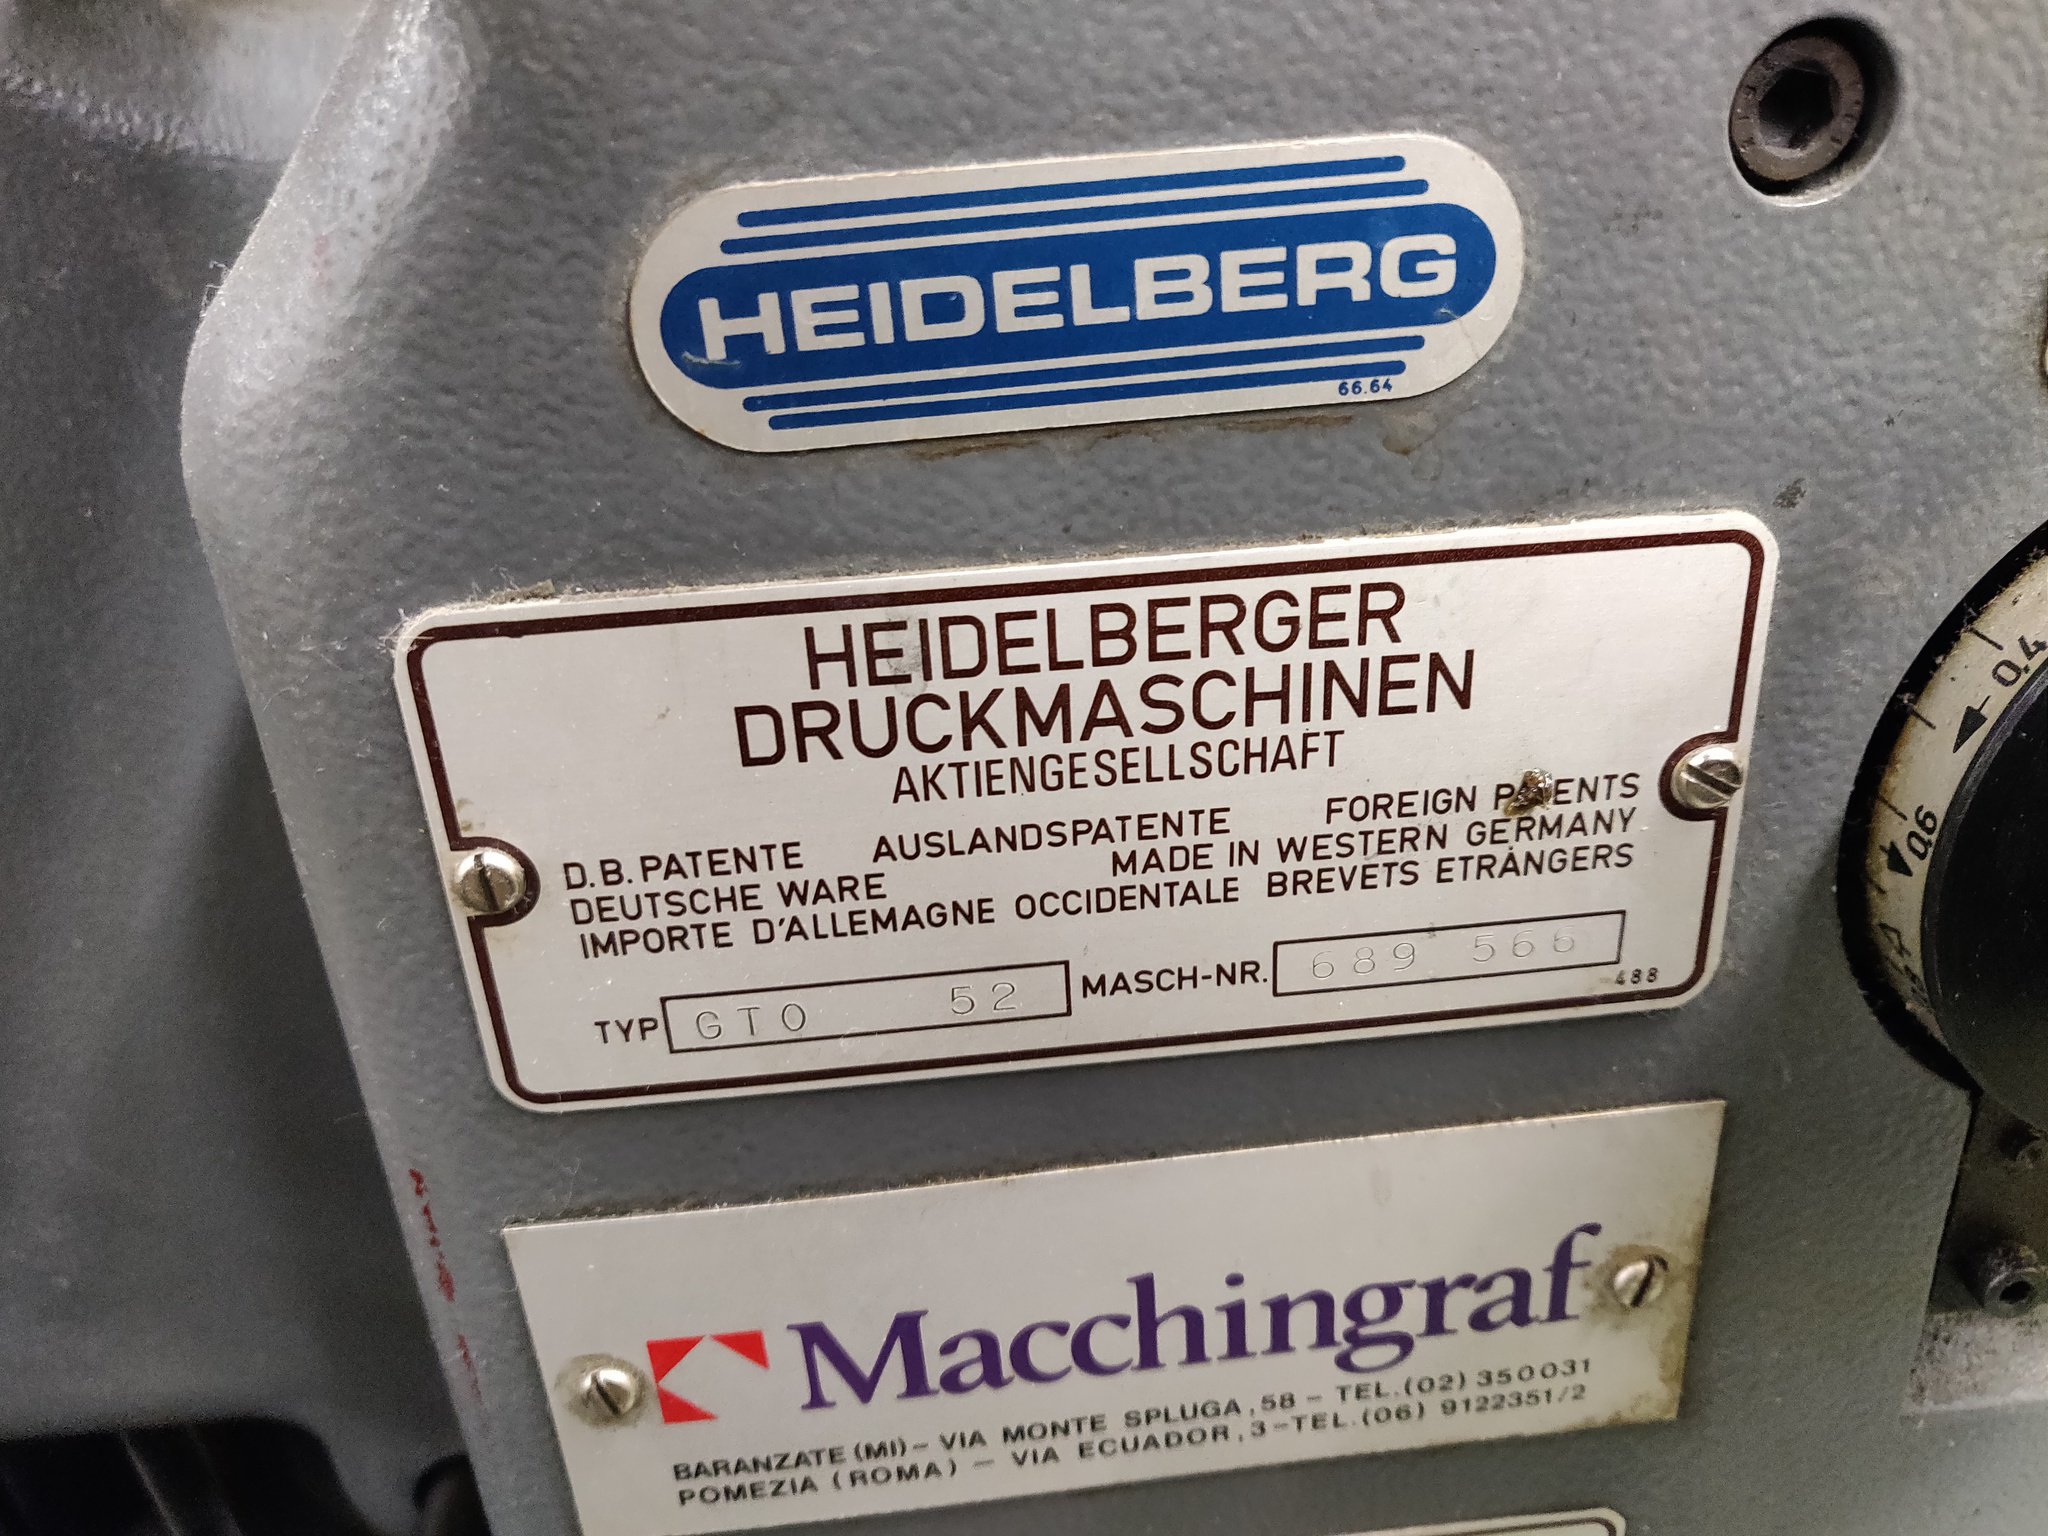 HEIDELBERG
66.64
HEIDELBERGER
DRUCKMASCHINEN
AKTIENGESELLSCHAFT
D.B. PATENTE AUSLANDSPATENTE FOREIGN PATENTS
DEUTSCHE WARE MADE IN WESTERN GERMANY
IMPORTE D'ALLEMAGNE OCCIDENTALE BREVETS ETRÁNGERS
TYP GTO 52 MASCH-NR. 689 566
488
0.4
0.6
Macchingraf
BARANZATE (MI) - VIA MONTE SPLUGA, 58 - TEL. (02) 350031
POMEZIA (ROMA) - VIA ECUADOR, 3 - TEL. (06) 9122351/2